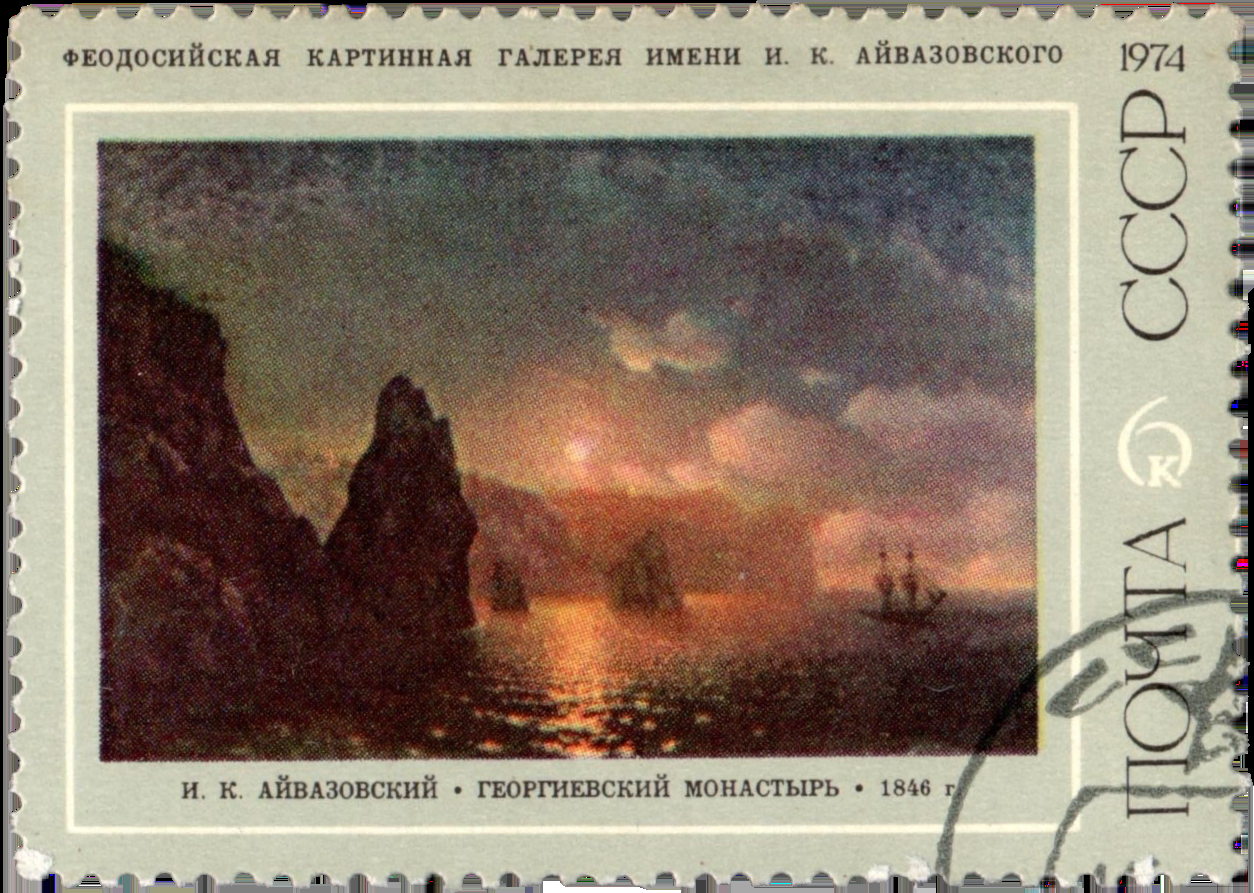 ФЕОДОСИЙСКАЯ КАРТИННАЯ ГАЛЕРЕЯ ИМЕНИ И. К. АЙВАЗОВСКОГО
1974
ПОЧТА 6 К СССР
И. К. АЙВАЗОВСКИЙ • ГЕОРГИЕВСКИЙ МОНАСТЫРЬ • 1846 г